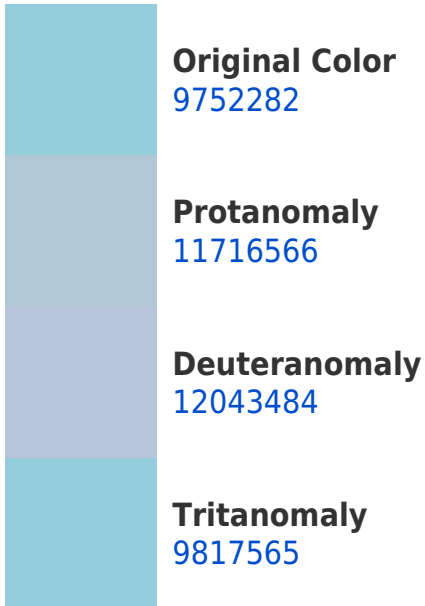 Original Color
9752282
Protanomaly
11716566
Deuteranomaly
12043484
Tritanomaly
9817565